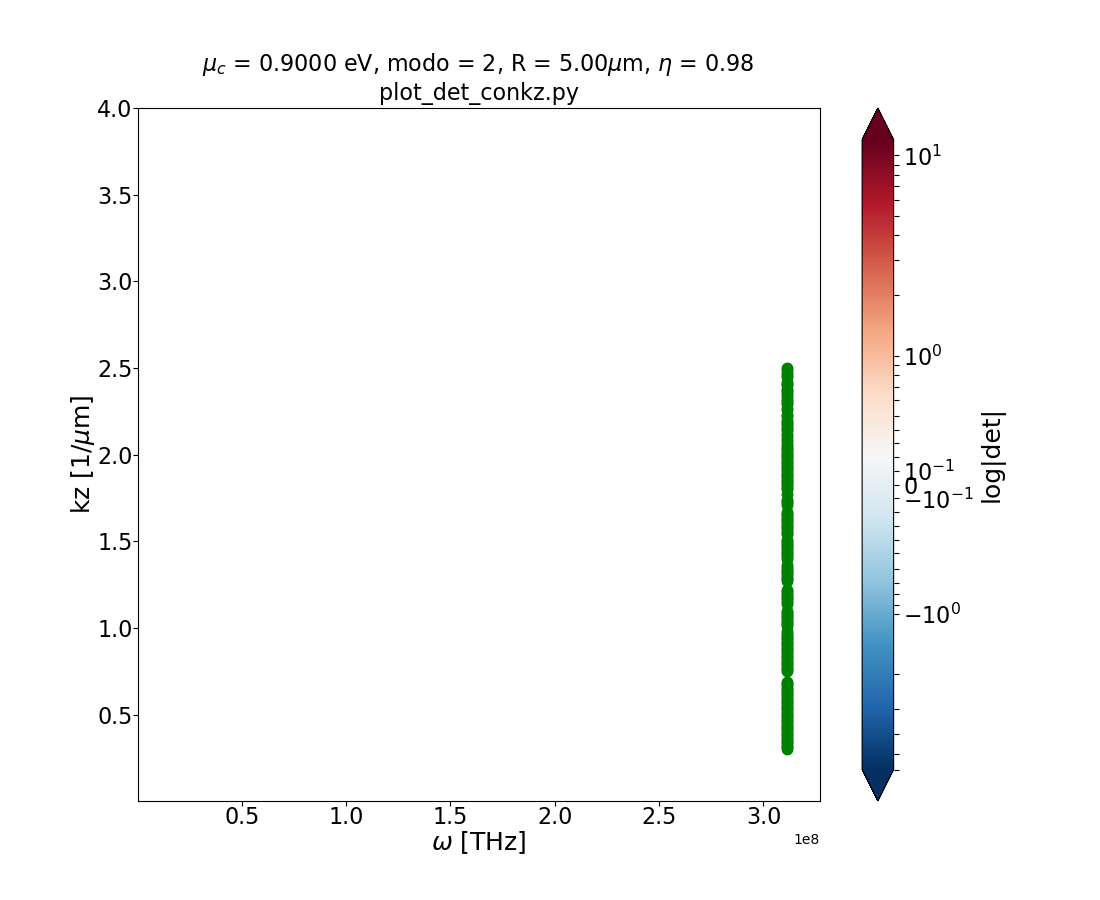 μc = 0.9000 eV, modo = 2, R = 5.00μm, η = 0.98
plot_det_conkz.py
4.0
3.5
3.0
2.5
2.0
1.5
1.0
0.5
kz [1/μm]
0.5 1.0 1.5 2.0 2.5 3.0
1e8
ω [THz]
10¹
10⁰
10⁻¹
0
−10⁻¹
−10⁰
log|det|